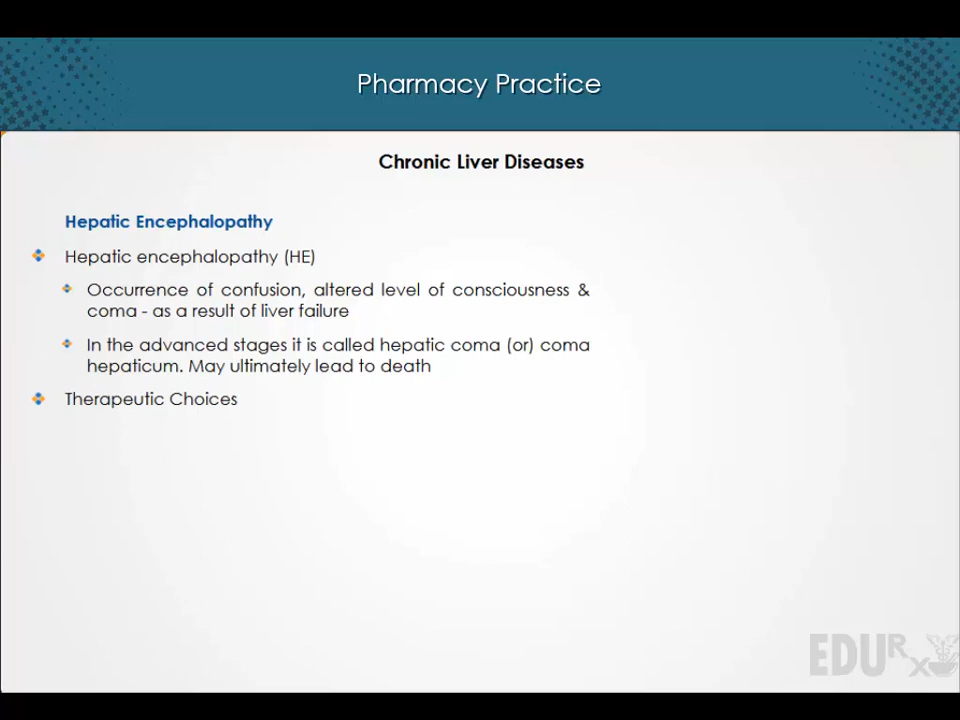 Pharmacy Practice
Chronic Liver Diseases
Hepatic Encephalopathy
Hepatic encephalopathy (HE)
Occurrence of confusion, altered level of consciousness &
coma - as a result of liver failure
In the advanced stages it is called hepatic coma (or) coma
hepaticum. May ultimately lead to death
Therapeutic Choices
EDURx